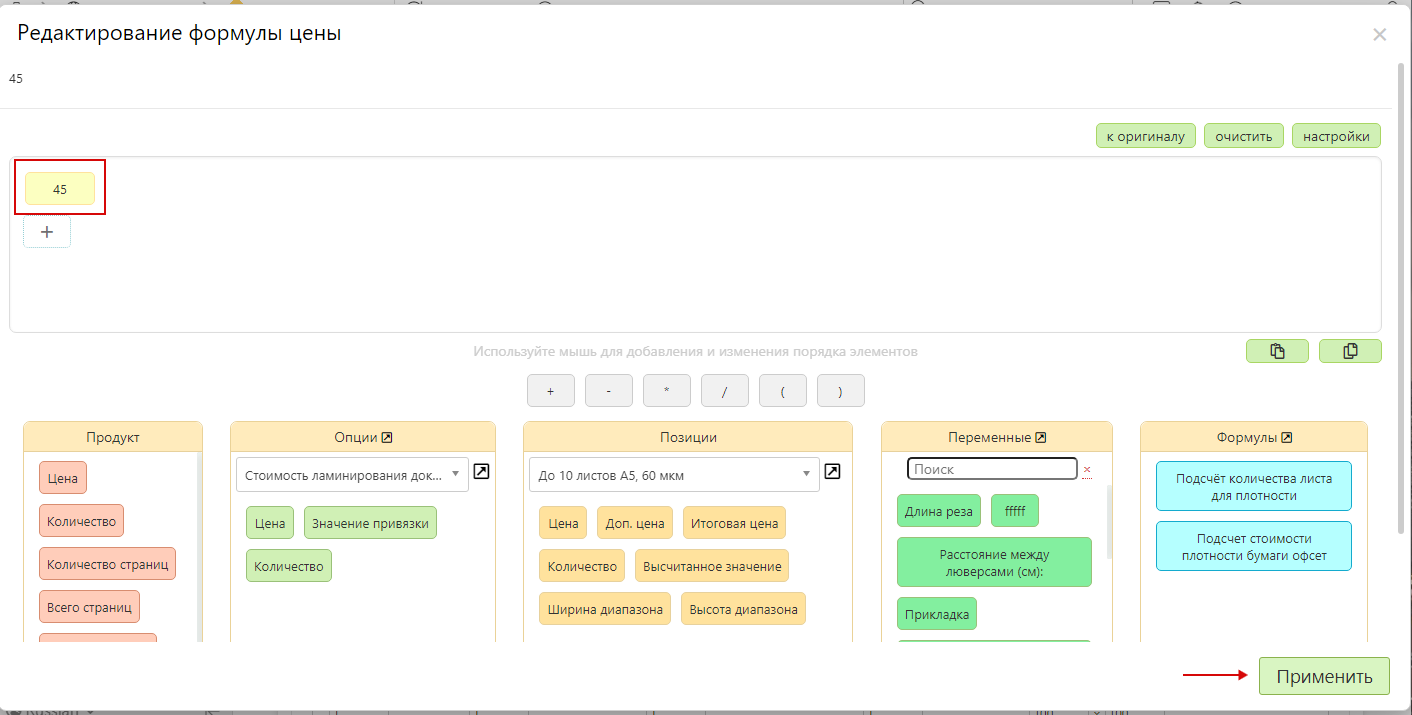 Редактирование формулы цены
×
45
к оригиналу очистить настройки
45
+
Используйте мышь для добавления и изменения порядка элементов
+ - * / ( )
Продукт
Цена
Количество
Количество страниц
Всего страниц
Опции
Стоимость ламинирования док...
Цена Значение привязки
Количество
Позиции
До 10 листов А5, 60 мкм
Цена Доп. цена Итоговая цена
Количество Высчитанное значение
Ширина диапазона Высота диапазона
Переменные
Поиск ×
Длина реза fffff
Расстояние между
люверсами (см):
Прикладка
Формулы
Подсчёт количества листа
для плотности
Подсчет стоимости
плотности бумаги офсет
Применить